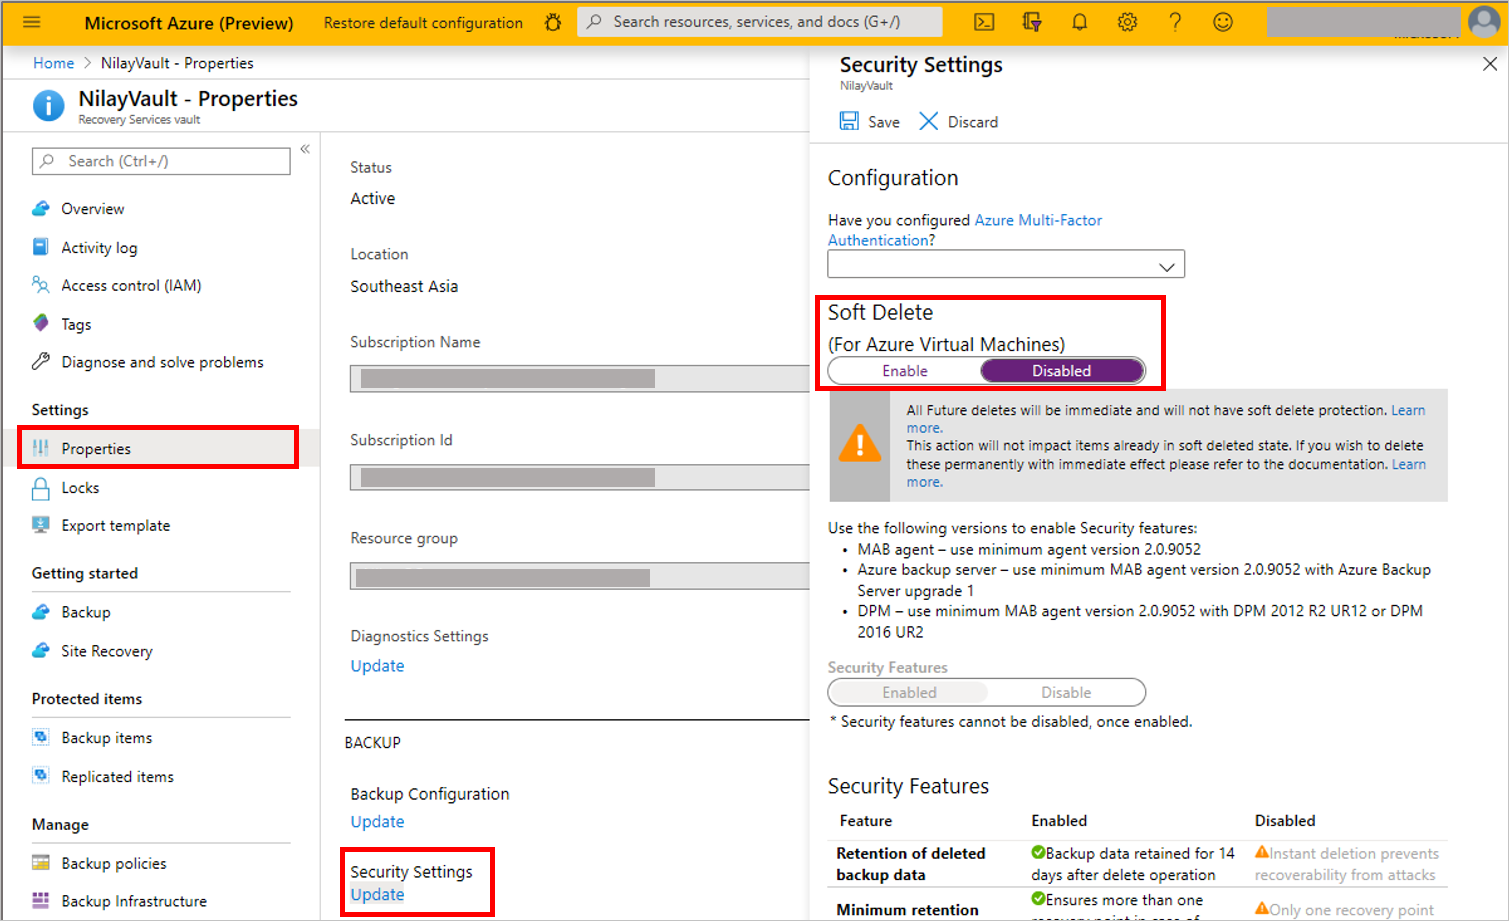 Microsoft Azure (Preview)
Restore default configuration
Search resources, services, and docs (G+/)
Home > NilayVault - Properties
NilayVault - Properties
Recovery Services vault
Search (Ctrl+/)
Overview
Activity log
Access control (IAM)
Tags
Diagnose and solve problems
Settings
Properties
Locks
Export template
Getting started
Backup
Site Recovery
Protected items
Backup items
Replicated items
Manage
Backup policies
Backup Infrastructure
Status
Active
Location
Southeast Asia
Subscription Name
Subscription Id
Resource group
Diagnostics Settings
Update
BACKUP
Backup Configuration
Update
Security Settings
Update
Security Settings
NilayVault
Save
Discard
Configuration
Have you configured Azure Multi-Factor
Authentication?
Soft Delete
(For Azure Virtual Machines)
Enable Disabled
All Future deletes will be immediate and will not have soft delete protection. Learn
more.
This action will not impact items already in soft deleted state. If you wish to delete
these permanently with immediate effect please refer to the documentation. Learn
more.
Use the following versions to enable Security features:
• MAB agent – use minimum agent version 2.0.9052
• Azure backup server – use minimum MAB agent version 2.0.9052 with Azure Backup
Server upgrade 1
• DPM – use minimum MAB agent version 2.0.9052 with DPM 2012 R2 UR12 or DPM
2016 UR2
Security Features
Enabled Disable
* Security features cannot be disabled, once enabled.
Security Features
Feature Enabled Disabled
Retention of deleted
backup data
Backup data retained for 14
days after delete operation
Instant deletion prevents
recoverability from attacks
Minimum retention
Ensures more than one
recovery point in case of
Only one recovery point